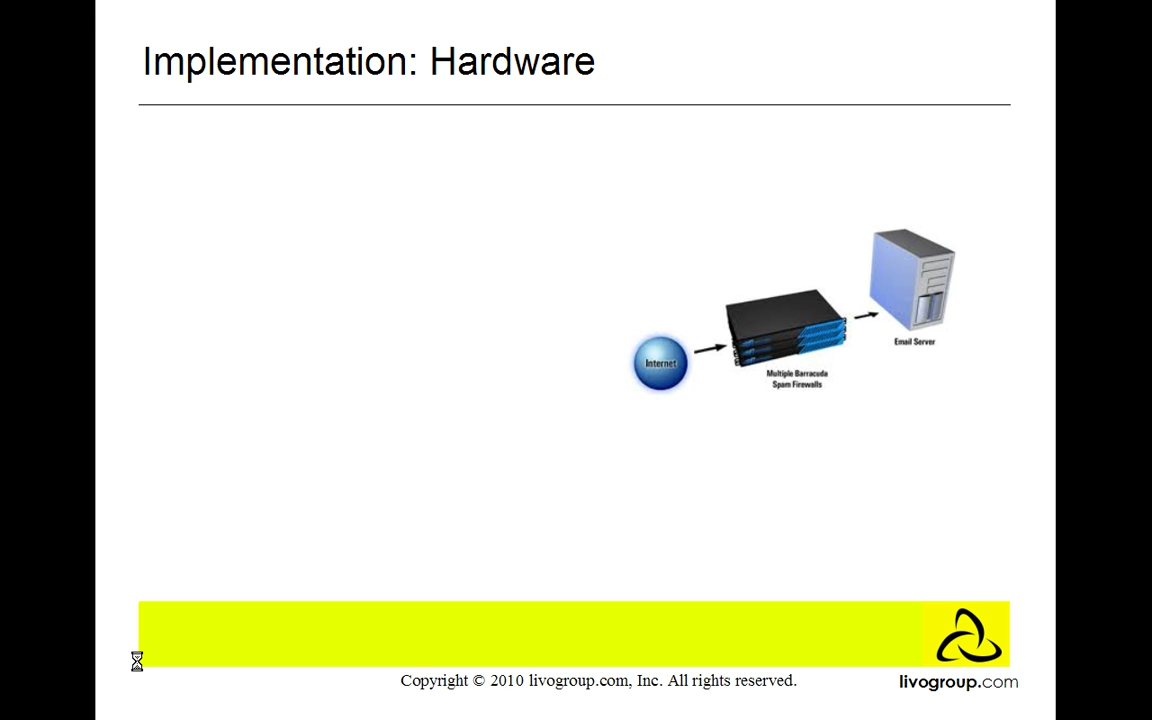 Implementation: Hardware
Internet
Multiple Barracuda
Spam Firewalls
Email Server
Copyright © 2010 livogroup.com, Inc. All rights reserved.
livogroup.com